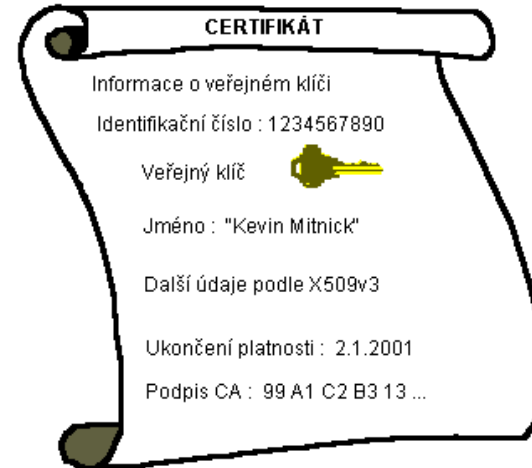 CERTIFIKÁT
Informace o veřejném klíči
Identifikační číslo : 1234567890
Veřejný klíč
Jméno : "Kevin Mitnick"
Další údaje podle X509v3
Ukončení platnosti : 2.1.2001
Podpis CA : 99 A1 C2 B3 13 ...